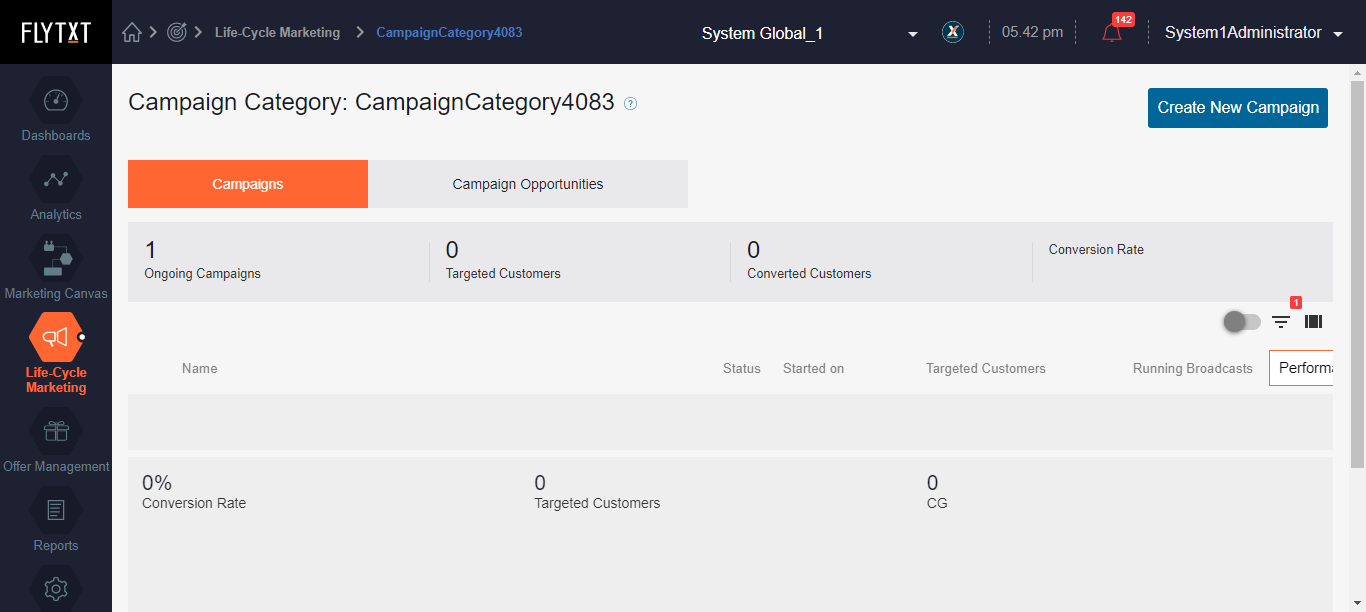 FLYTXT
Life-Cycle Marketing
CampaignCategory4083
System Global_1
X
05.42 pm
142
System1Administrator
Dashboards
Analytics
Marketing Canvas
Life-Cycle
Marketing
Offer Management
Reports
Campaign Category: CampaignCategory4083
?
Create New Campaign
Campaigns
Campaign Opportunities
1
Ongoing Campaigns
0
Targeted Customers
0
Converted Customers
Conversion Rate
1
Name
Status
Started on
Targeted Customers
Running Broadcasts
Performa
0%
Conversion Rate
0
Targeted Customers
0
CG